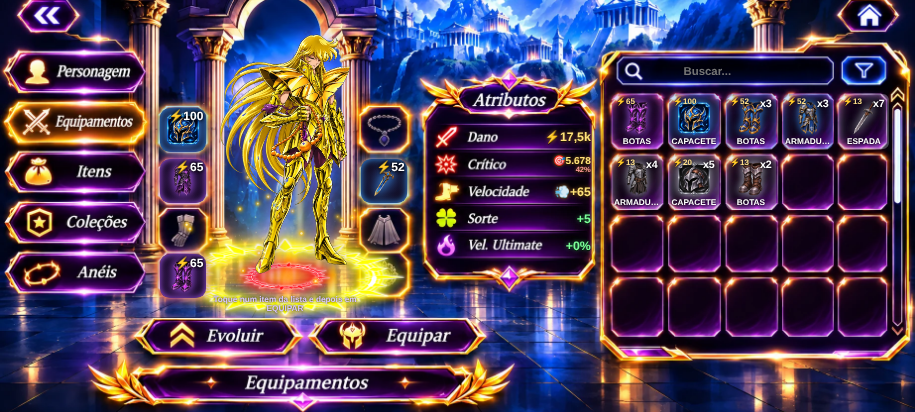 Personagem
Equipamentos
Itens
Coleções
Anéis
100
65
65
52
Toque num item da lista e depois em
EQUIPAR
Evoluir
Equipar
Equipamentos
Atributos
Dano
17,5k
Crítico
5.678
42%
Velocidade
+65
Sorte
+5
Vel. Ultimate
+0%
Buscar...
65
BOTAS
100
CAPACETE
52 x3
BOTAS
52 x3
ARMADU...
13 x7
ESPADA
13 x4
ARMADU...
20 x5
CAPACETE
13 x2
BOTAS